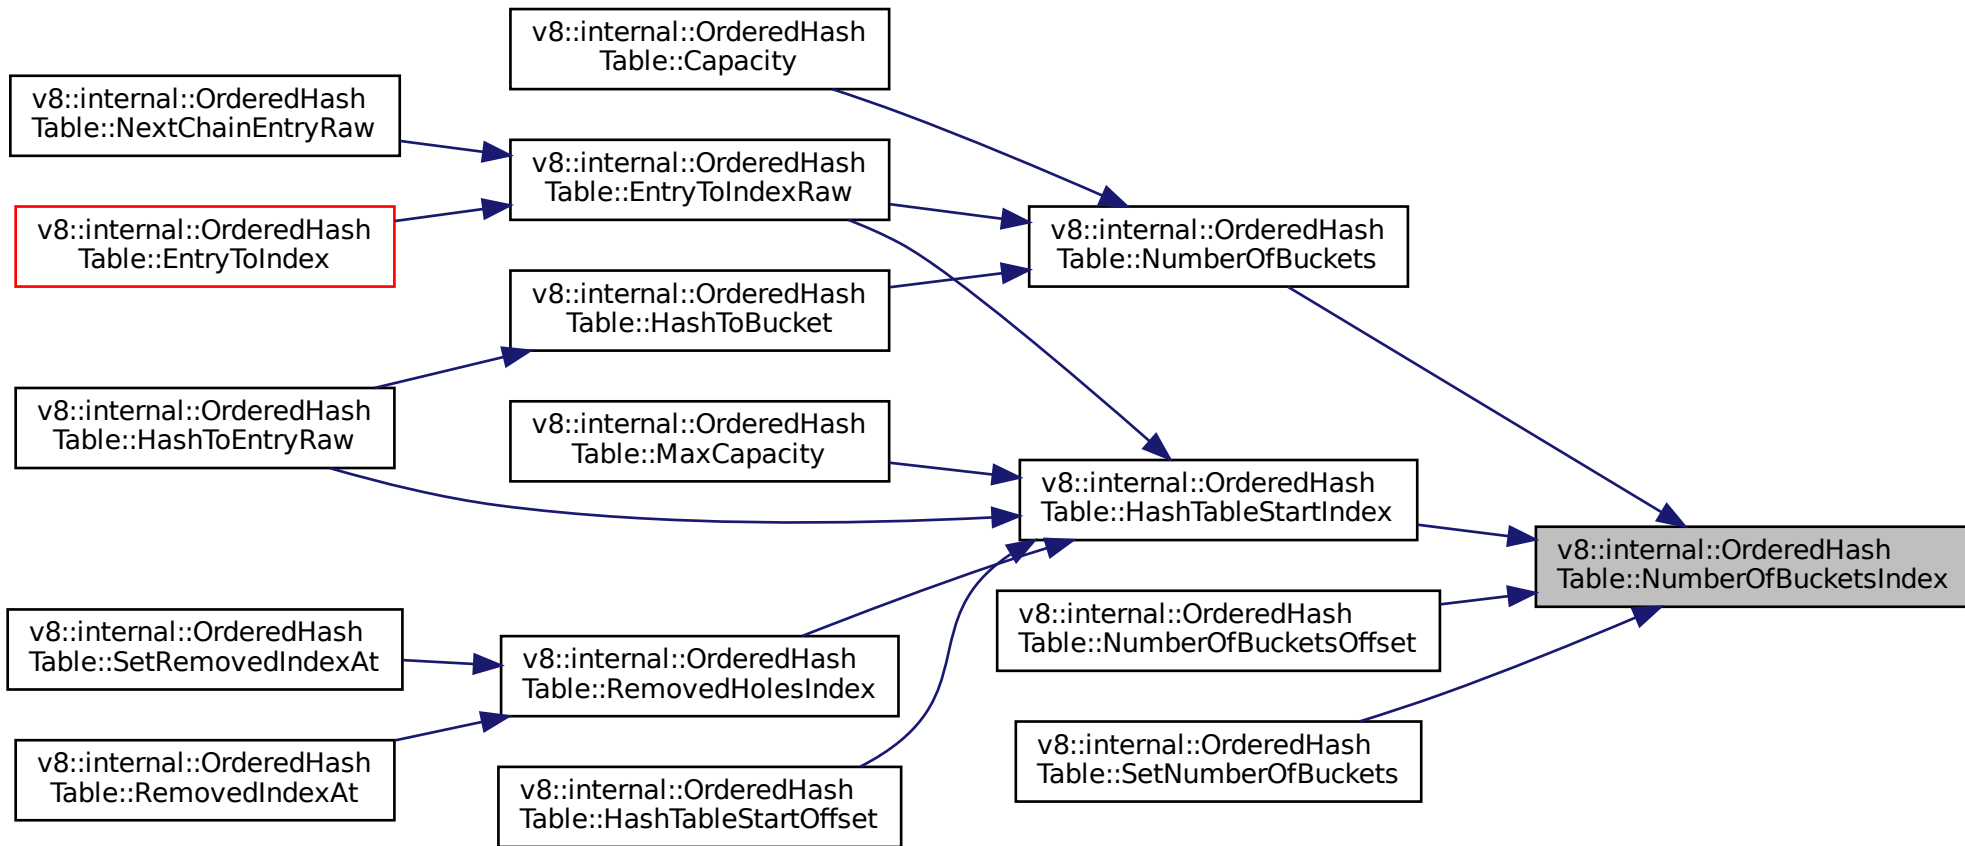 v8::internal::OrderedHash
Table::Capacity
v8::internal::OrderedHash
Table::NextChainEntryRaw
v8::internal::OrderedHash
Table::EntryToIndexRaw
v8::internal::OrderedHash
Table::EntryToIndex
v8::internal::OrderedHash
Table::NumberOfBuckets
v8::internal::OrderedHash
Table::HashToBucket
v8::internal::OrderedHash
Table::HashToEntryRaw
v8::internal::OrderedHash
Table::MaxCapacity
v8::internal::OrderedHash
Table::HashTableStartIndex
v8::internal::OrderedHash
Table::NumberOfBucketsIndex
v8::internal::OrderedHash
Table::NumberOfBucketsOffset
v8::internal::OrderedHash
Table::SetRemovedIndexAt
v8::internal::OrderedHash
Table::RemovedHolesIndex
v8::internal::OrderedHash
Table::SetNumberOfBuckets
v8::internal::OrderedHash
Table::RemovedIndexAt
v8::internal::OrderedHash
Table::HashTableStartOffset